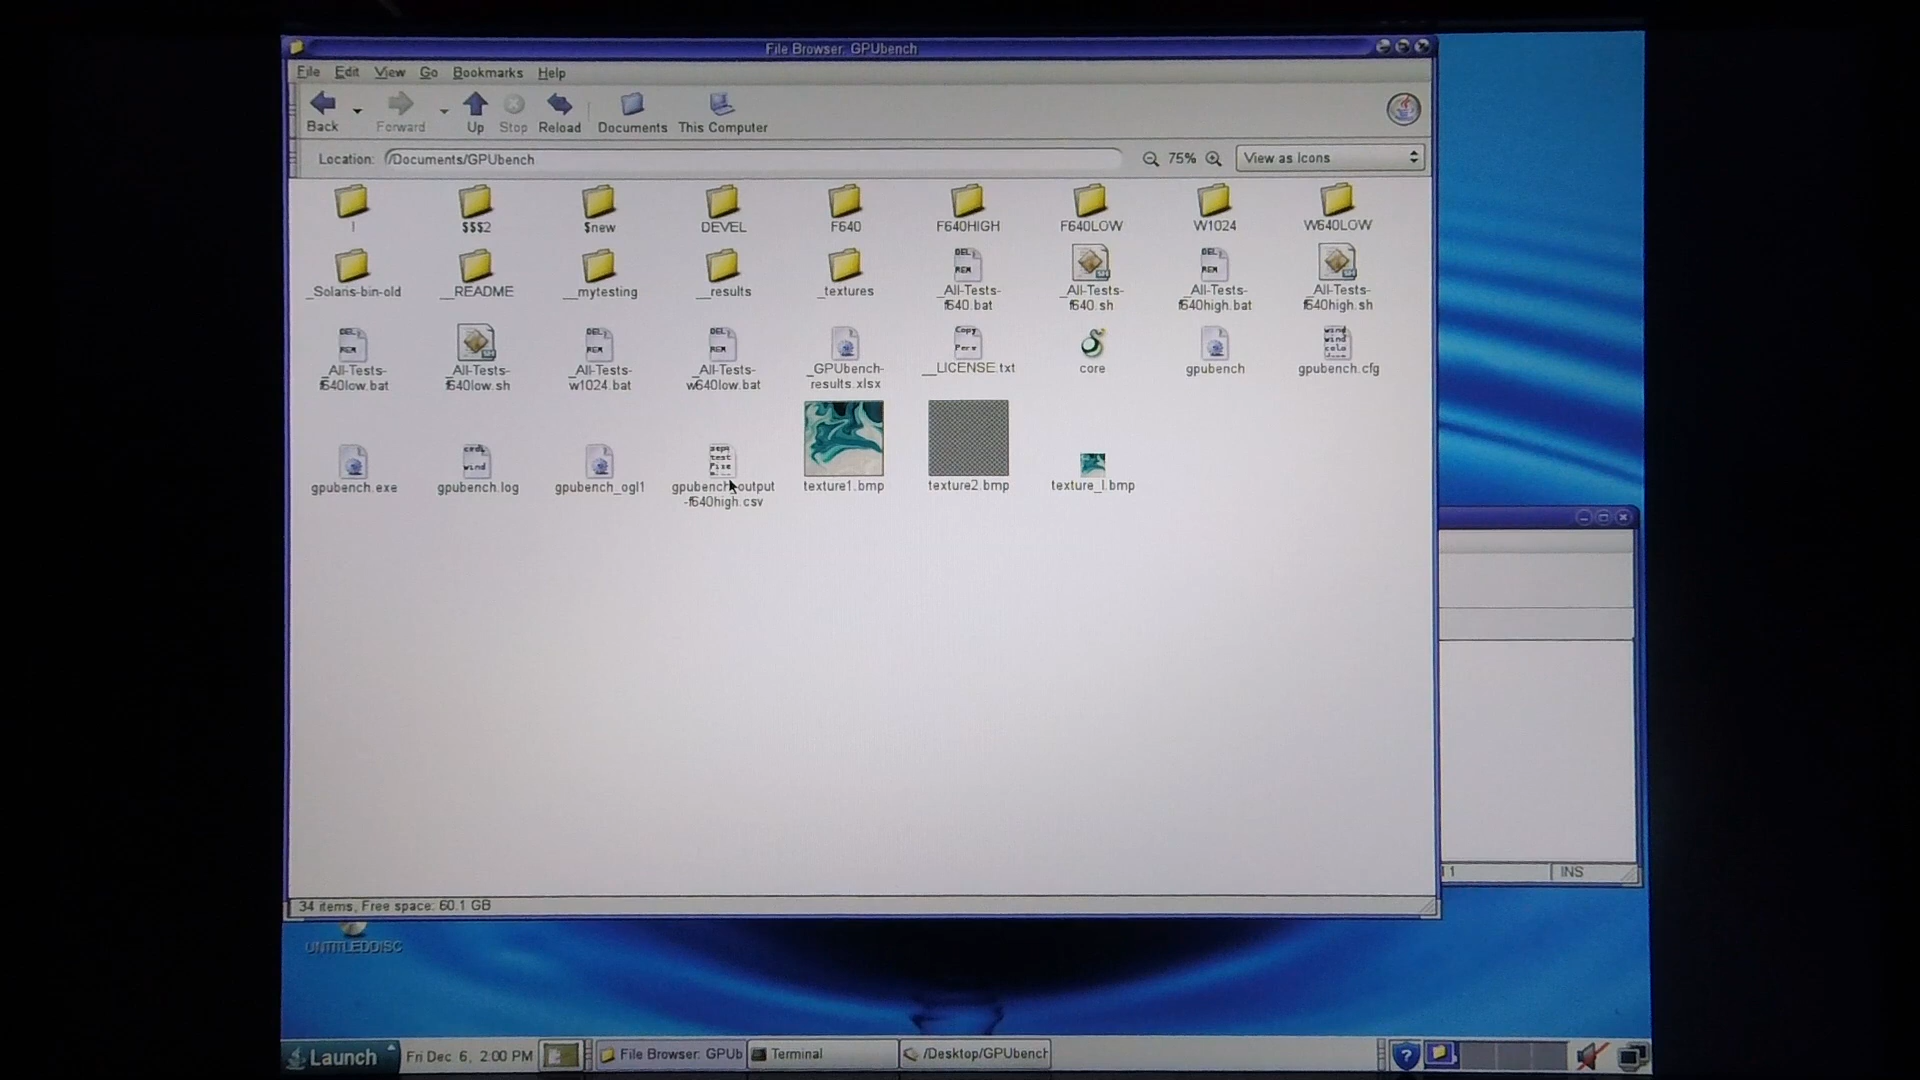 File Browser: GPUbench
File Edit View Go Bookmarks Help
Back Forward Up Stop Reload Documents This Computer
Location: /Documents/GPUbench 75% View as Icons
! $$$2 $new DEVEL F640 F640HIGH F640LOW W1024 W640LOW
_Solaris-bin-old __README __mytesting __results _textures _All-Tests- _All-Tests- _All-Tests- _All-Tests-
f640.bat f640.sh f640high.bat f640high.sh
_All-Tests- _All-Tests- _All-Tests- _All-Tests- _GPUbench- __LICENSE.txt core gpubench gpubench.cfg
f640low.bat f640low.sh w1024.bat w640low.bat results.xlsx
gpubench.exe gpubench.log gpubench_ogl1 gpubench_output texture1.bmp texture2.bmp texture_l.bmp
-f640high.csv
INS
34 items, Free space: 60.1 GB
UNTITLEDDISC
Launch Fri Dec 6, 2:00 PM File Browser: GPUb Terminal /Desktop/GPUbench